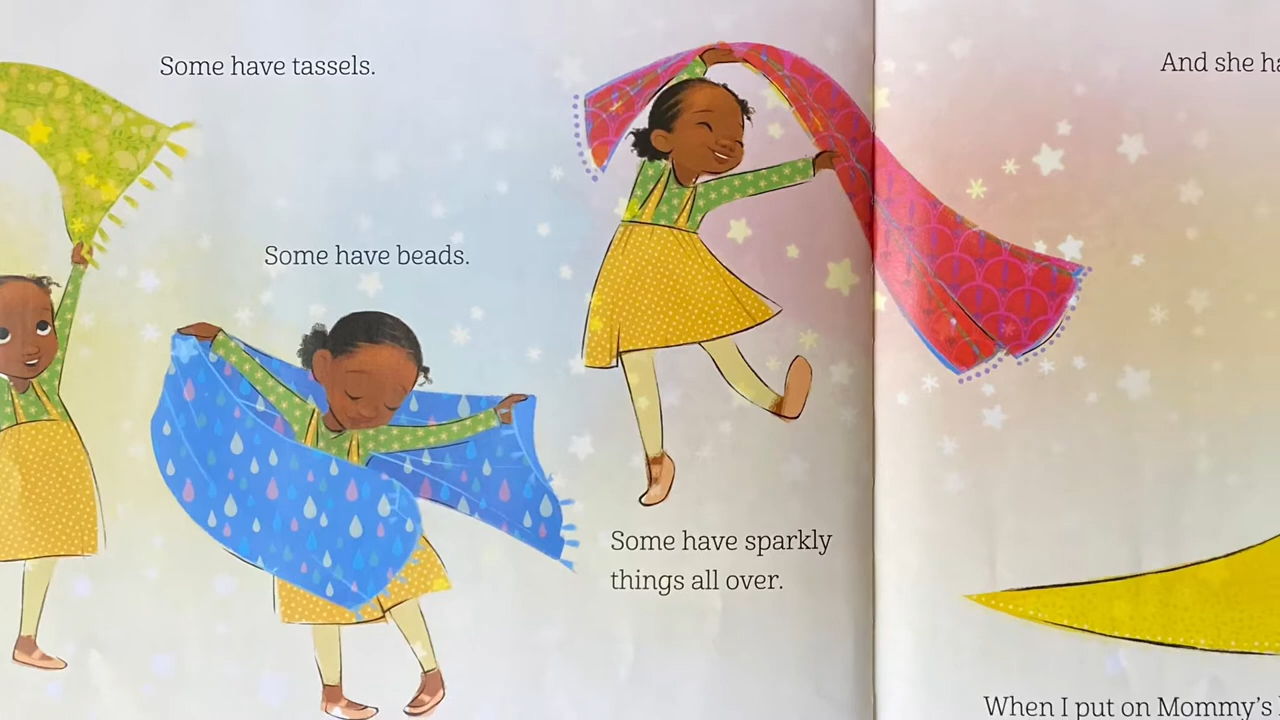 Some have tassels.
Some have beads.
Some have sparkly
things all over.
And she
When I put on Mommy's